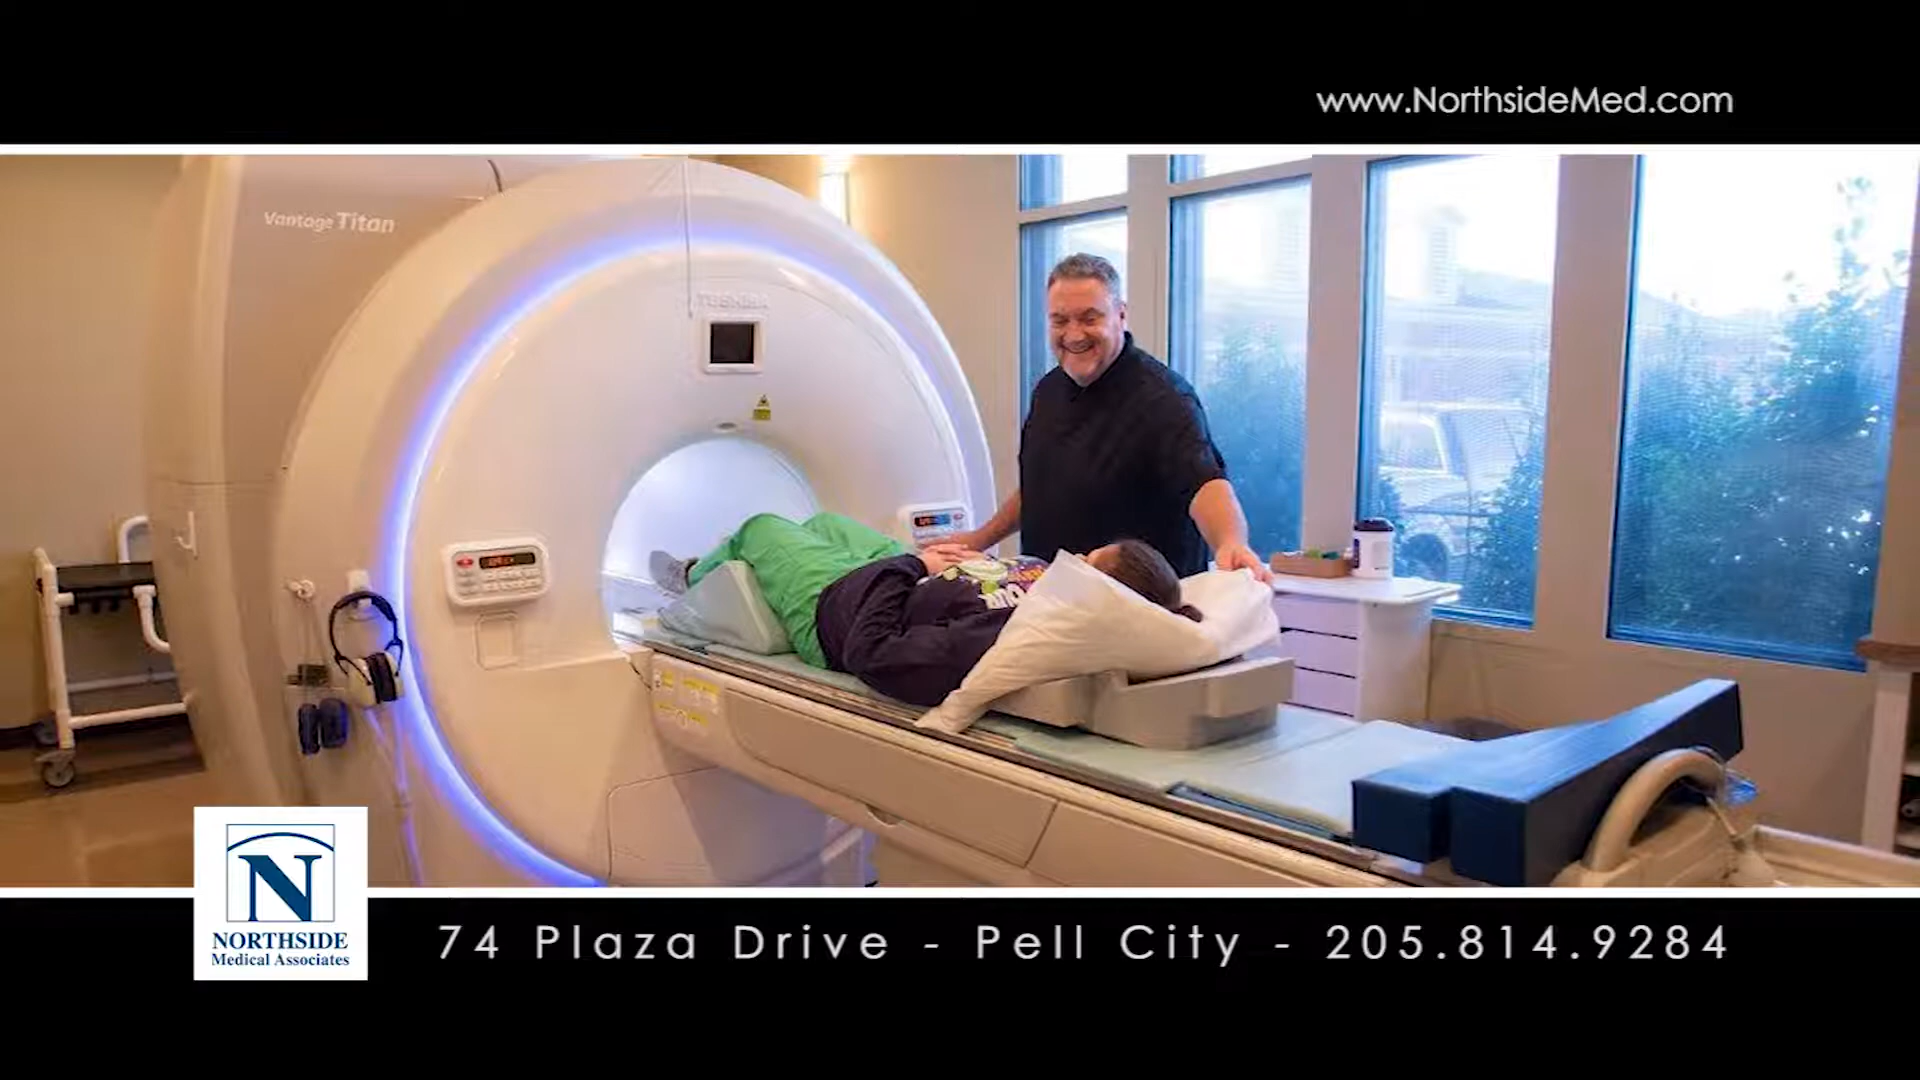 www.NorthsideMed.com
Vantage Titan
TOSHIBA
N
NORTHSIDE
Medical Associates
74 Plaza Drive - Pell City - 205.814.9284